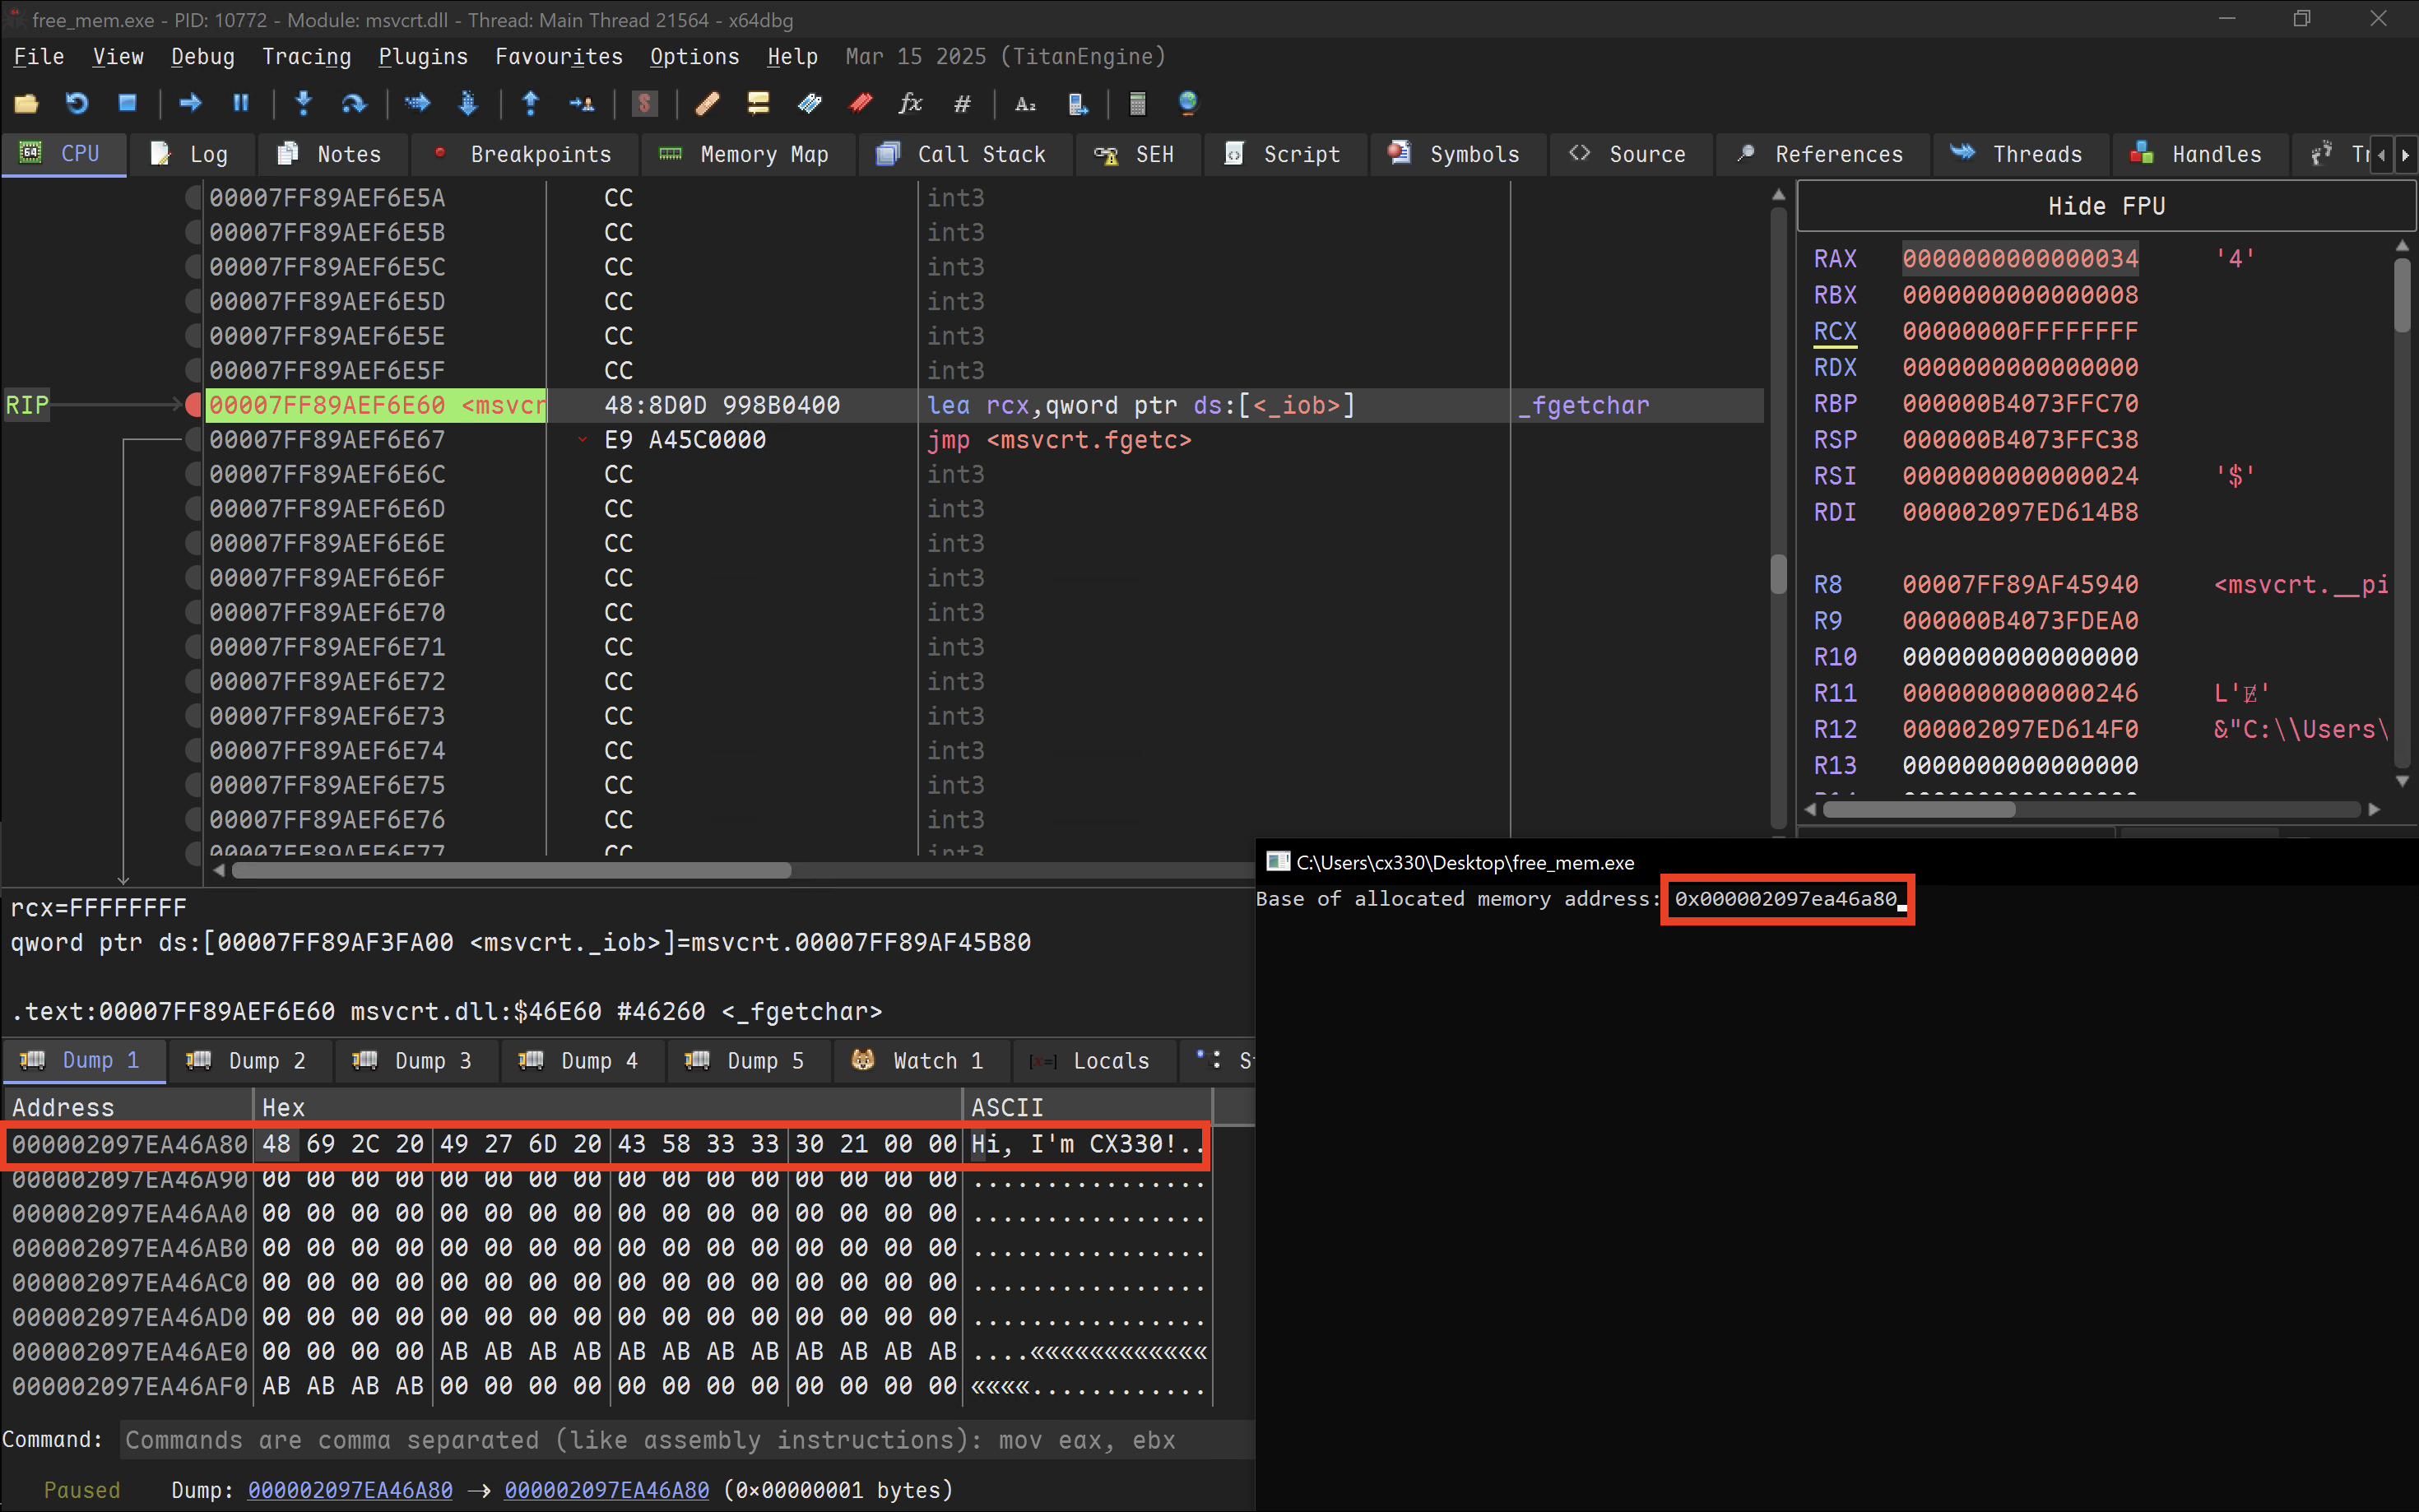 free_mem.exe - PID: 10772 - Module: msvcrt.dll - Thread: Main Thread 21564 - x64dbg
File View Debug Tracing Plugins Favourites Options Help Mar 15 2025 (TitanEngine)
CPU Log Notes Breakpoints Memory Map Call Stack SEH Script Symbols Source References Threads Handles Tr
00007FF89AEF6E5A CC int3
00007FF89AEF6E5B CC int3
00007FF89AEF6E5C CC int3
00007FF89AEF6E5D CC int3
00007FF89AEF6E5E CC int3
00007FF89AEF6E5F CC int3
RIP 00007FF89AEF6E60 <msvcr 48:8D0D 998B0400 lea rcx,qword ptr ds:[<_iob>] _fgetchar
00007FF89AEF6E67 E9 A45C0000 jmp <msvcrt.fgetc>
00007FF89AEF6E6C CC int3
00007FF89AEF6E6D CC int3
00007FF89AEF6E6E CC int3
00007FF89AEF6E6F CC int3
00007FF89AEF6E70 CC int3
00007FF89AEF6E71 CC int3
00007FF89AEF6E72 CC int3
00007FF89AEF6E73 CC int3
00007FF89AEF6E74 CC int3
00007FF89AEF6E75 CC int3
00007FF89AEF6E76 CC int3
00007FF89AEF6E77 CC int3
Hide FPU
RAX 0000000000000034 '4'
RBX 0000000000000008
RCX 00000000FFFFFFFF
RDX 0000000000000000
RBP 000000B4073FFC70
RSP 000000B4073FFC38
RSI 0000000000000024 '$'
RDI 000002097ED614B8
R8 00007FF89AF45940 <msvcrt.__pi
R9 000000B4073FDEA0
R10 0000000000000000
R11 0000000000000246 L'Ɇ'
R12 000002097ED614F0 &"C:\\Users\
R13 0000000000000000
rcx=FFFFFFFF
qword ptr ds:[00007FF89AF3FA00 <msvcrt._iob>]=msvcrt.00007FF89AF45B80
.text:00007FF89AEF6E60 msvcrt.dll:$46E60 #46260 <_fgetchar>
C:\Users\cx330\Desktop\free_mem.exe
Base of allocated memory address: 0x000002097ea46a80
Dump 1 Dump 2 Dump 3 Dump 4 Dump 5 Watch 1 [x=] Locals St
Address Hex ASCII
000002097EA46A80 48 69 2C 20 49 27 6D 20 43 58 33 33 30 21 00 00 Hi, I'm CX330!..
000002097EA46A90 00 00 00 00 00 00 00 00 00 00 00 00 00 00 00 00 ................
000002097EA46AA0 00 00 00 00 00 00 00 00 00 00 00 00 00 00 00 00 ................
000002097EA46AB0 00 00 00 00 00 00 00 00 00 00 00 00 00 00 00 00 ................
000002097EA46AC0 00 00 00 00 00 00 00 00 00 00 00 00 00 00 00 00 ................
000002097EA46AD0 00 00 00 00 00 00 00 00 00 00 00 00 00 00 00 00 ................
000002097EA46AE0 00 00 00 00 AB AB AB AB AB AB AB AB AB AB AB AB ....««««««««««««
000002097EA46AF0 AB AB AB AB 00 00 00 00 00 00 00 00 00 00 00 00 ««««............
Command: Commands are comma separated (like assembly instructions): mov eax, ebx
Paused Dump: 000002097EA46A80 → 000002097EA46A80 (0x00000001 bytes)